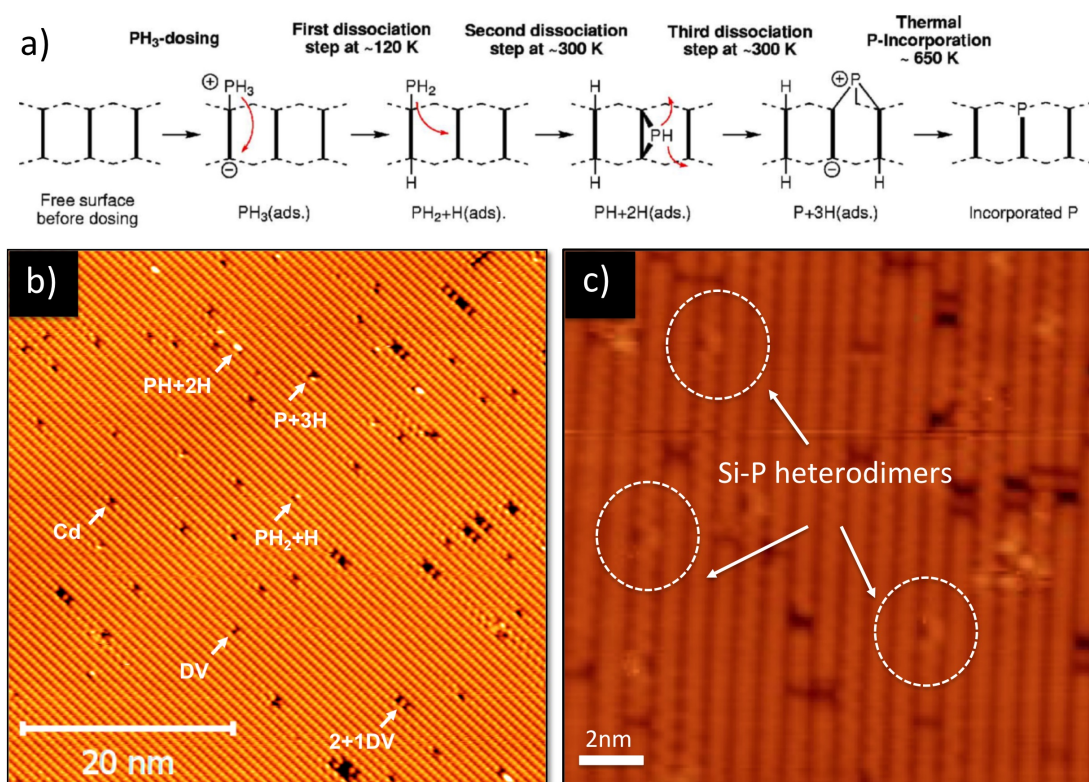 a)
PH3-dosing
First dissociation
step at ~120 K
Second dissociation
step at ~300 K
Third dissociation
step at ~300 K
Thermal
P-Incorporation
~ 650 K
⊕
PH3
⊖
PH2
H
H
PH
H
H
⊕
P
⊖
H
H
P
Free surface
before dosing
PH3(ads.)
PH2+H(ads).
PH+2H(ads.)
P+3H(ads.)
Incorporated P
b)
PH+2H
P+3H
Cd
PH2+H
DV
2+1DV
20 nm
c)
Si-P heterodimers
2nm